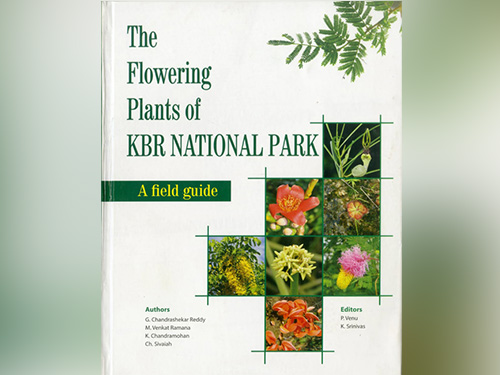 The
Flowering
Plants of
KBR NATIONAL PARK
A field guide
Authors
G. Chandrashekar Reddy
M. Venkat Ramana
K. Chandramohan
Ch. Sivaiah
Editors
P. Venu
K. Srinivas